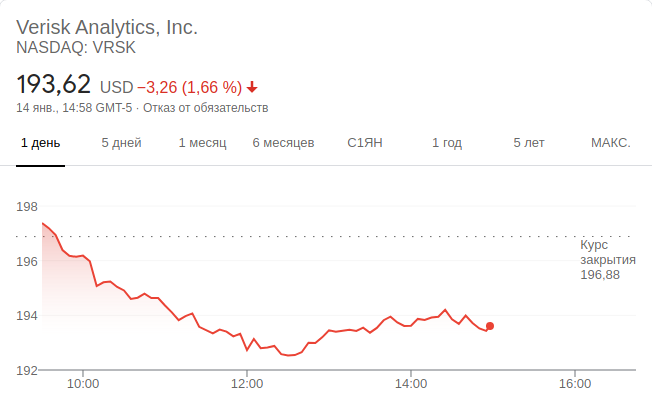 Verisk Analytics, Inc.
NASDAQ: VRSK
193,62 USD −3,26 (1,66 %)
14 янв., 14:58 GMT-5 · Отказ от обязательств
1 день 5 дней 1 месяц 6 месяцев С1ЯН 1 год 5 лет МАКС.
198
196
194
192
Курс
закрытия
196,88
10:00 12:00 14:00 16:00